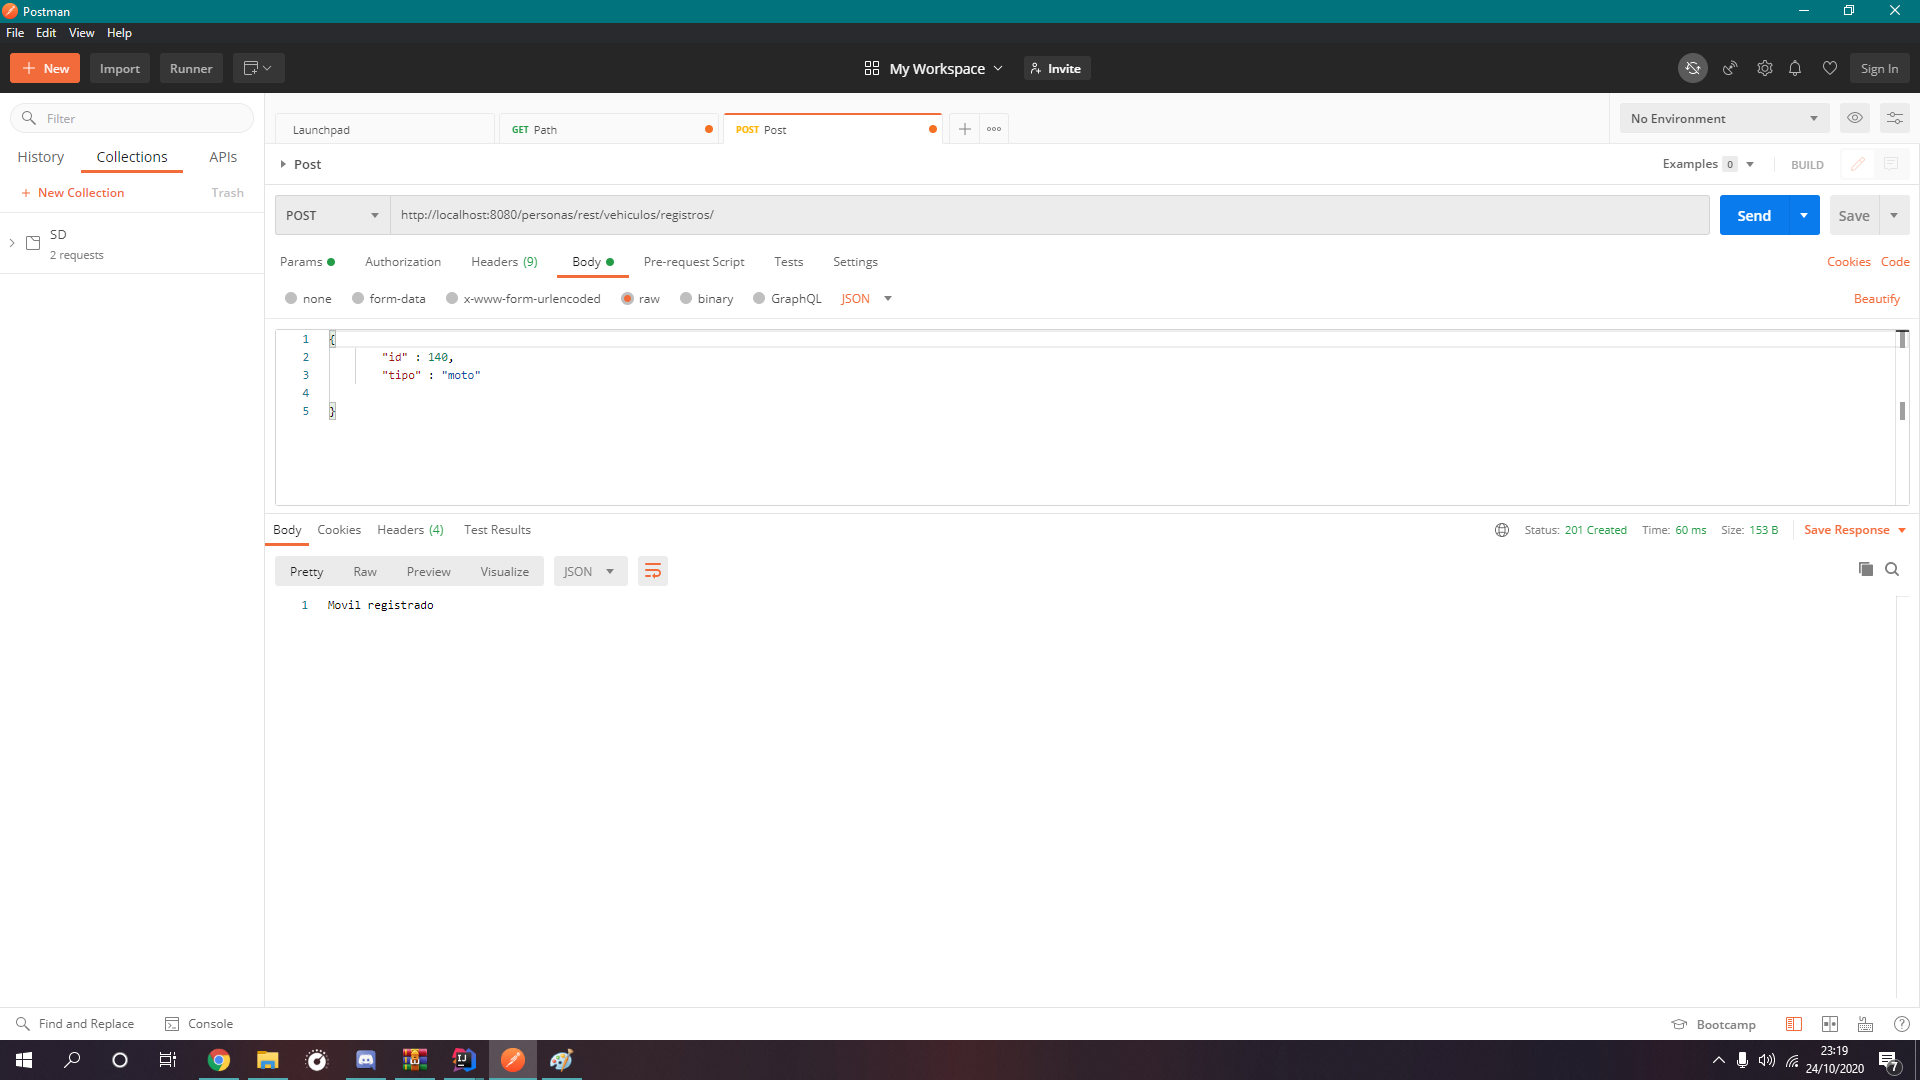 Postman
File Edit View Help
New Import Runner My Workspace Invite Sign In
Filter
History Collections APIs
New Collection Trash
SD
2 requests
Launchpad GET Path POST Post No Environment
Post Examples 0 BUILD
POST http://localhost:8080/personas/rest/vehiculos/registros/ Send Save
Params Authorization Headers (9) Body Pre-request Script Tests Settings Cookies Code
none form-data x-www-form-urlencoded raw binary GraphQL JSON Beautify
1 {
2 "id" : 140,
3 "tipo" : "moto"
4
5 }
Body Cookies Headers (4) Test Results Status: 201 Created Time: 60 ms Size: 153 B Save Response
Pretty Raw Preview Visualize JSON
1 Movil registrado
Find and Replace Console Bootcamp
23:19
24/10/2020
7